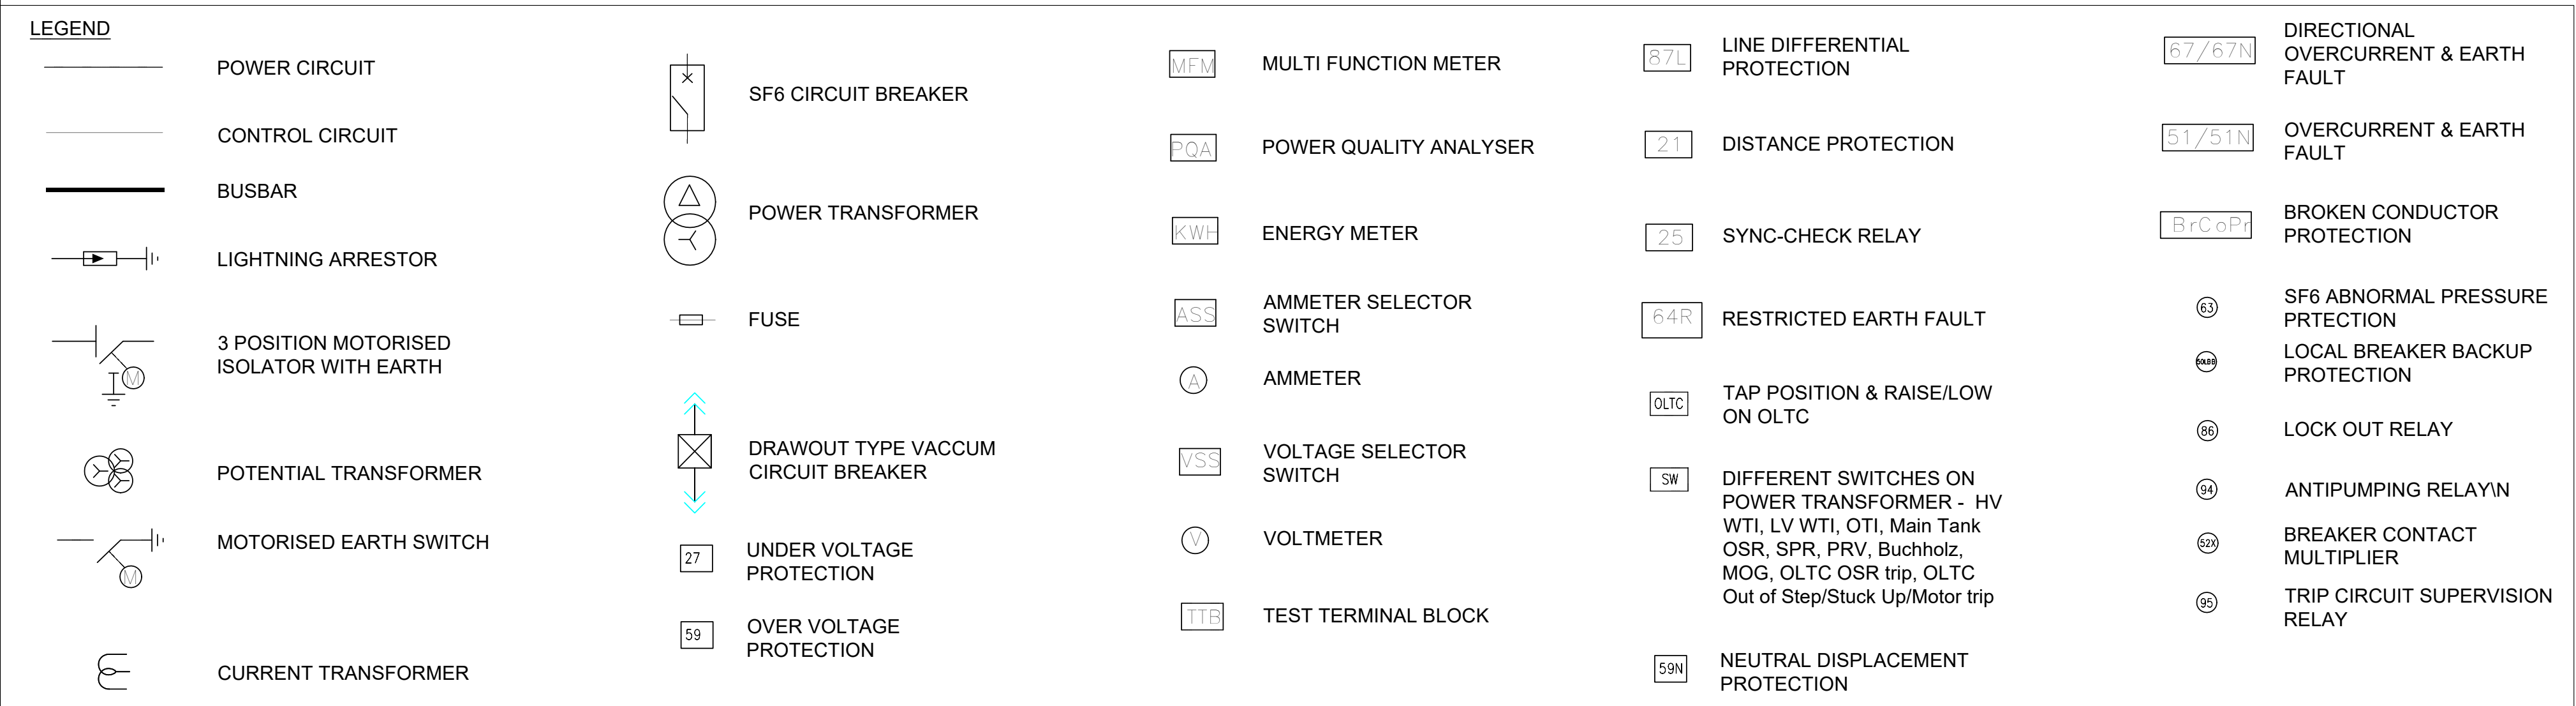 LEGEND
POWER CIRCUIT
CONTROL CIRCUIT
BUSBAR
LIGHTNING ARRESTOR
3 POSITION MOTORISED
ISOLATOR WITH EARTH
M
POTENTIAL TRANSFORMER
MOTORISED EARTH SWITCH
M
CURRENT TRANSFORMER
SF6 CIRCUIT BREAKER
POWER TRANSFORMER
FUSE
DRAWOUT TYPE VACCUM
CIRCUIT BREAKER
27
UNDER VOLTAGE
PROTECTION
59
OVER VOLTAGE
PROTECTION
MFM
MULTI FUNCTION METER
PQA
POWER QUALITY ANALYSER
KWH
ENERGY METER
ASS
AMMETER SELECTOR
SWITCH
A
AMMETER
VSS
VOLTAGE SELECTOR
SWITCH
V
VOLTMETER
TTB
TEST TERMINAL BLOCK
87L
LINE DIFFERENTIAL
PROTECTION
21
DISTANCE PROTECTION
25
SYNC-CHECK RELAY
64R
RESTRICTED EARTH FAULT
OLTC
TAP POSITION & RAISE/LOW
ON OLTC
SW
DIFFERENT SWITCHES ON
POWER TRANSFORMER - HV
WTI, LV WTI, OTI, Main Tank
OSR, SPR, PRV, Buchholz,
MOG, OLTC OSR trip, OLTC
Out of Step/Stuck Up/Motor trip
59N
NEUTRAL DISPLACEMENT
PROTECTION
67/67N
DIRECTIONAL
OVERCURRENT & EARTH
FAULT
51/51N
OVERCURRENT & EARTH
FAULT
BrCoPr
BROKEN CONDUCTOR
PROTECTION
63
SF6 ABNORMAL PRESSURE
PRTECTION
50LBB
LOCAL BREAKER BACKUP
PROTECTION
86
LOCK OUT RELAY
94
ANTIPUMPING RELAY\N
52X
BREAKER CONTACT
MULTIPLIER
95
TRIP CIRCUIT SUPERVISION
RELAY